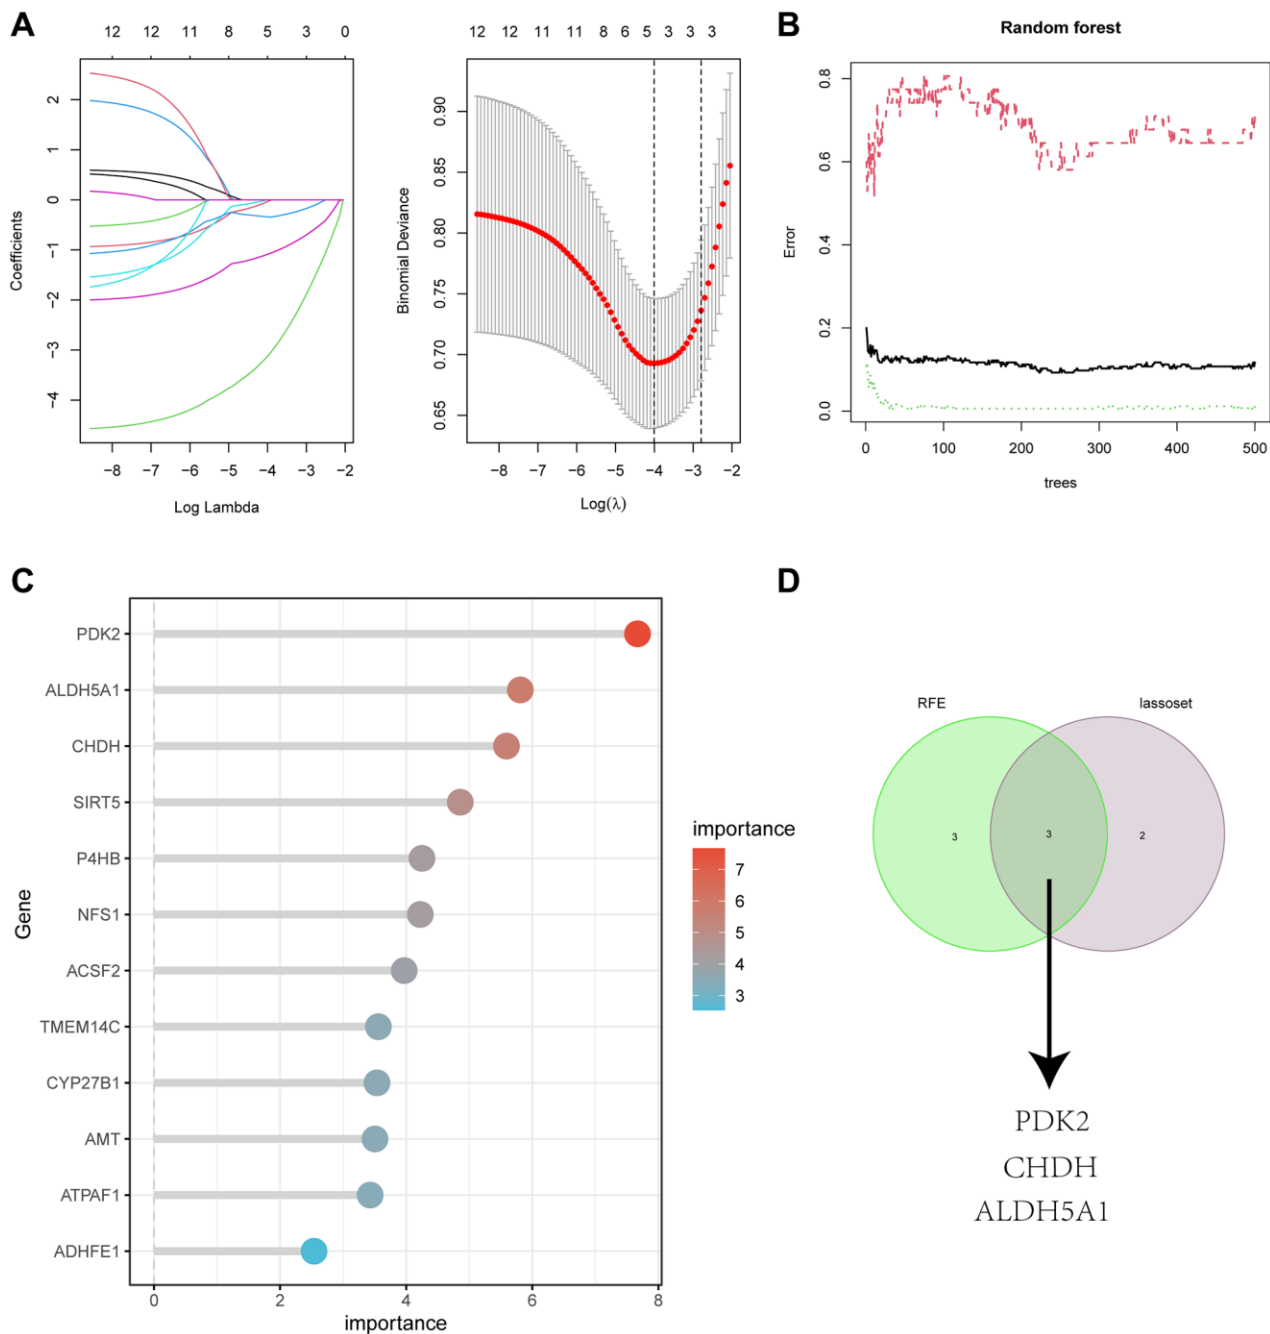 A
12 12 11 8 5 3 0
Coefficients
2
1
0
−1
−2
−3
−4
−8 −7 −6 −5 −4 −3 −2
Log Lambda
12 12 11 11 8 6 5 3 3 3
Binomial Deviance
0.90
0.85
0.80
0.75
0.70
0.65
−8 −7 −6 −5 −4 −3 −2
Log(λ)
B
Random forest
Error
0.8
0.6
0.4
0.2
0.0
0 100 200 300 400 500
trees
C
Gene
PDK2
ALDH5A1
CHDH
SIRT5
P4HB
NFS1
ACSF2
TMEM14C
CYP27B1
AMT
ATPAF1
ADHFE1
0 2 4 6 8
importance
importance
7
6
5
4
3
D
RFE lassoset
3 3 2
PDK2
CHDH
ALDH5A1